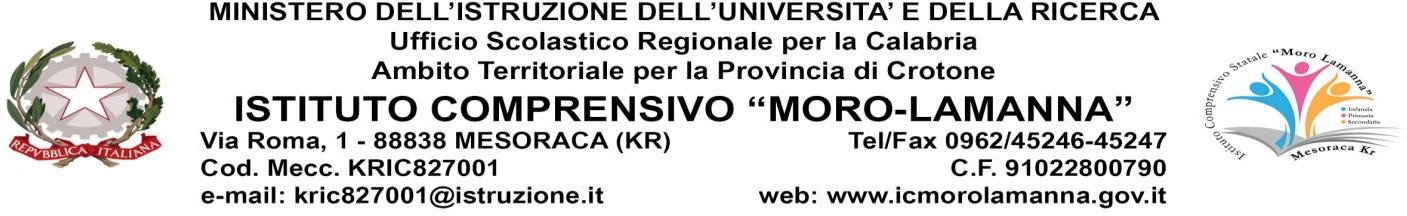 MINISTERO DELL’ISTRUZIONE DELL’UNIVERSITA’ E DELLA RICERCA
Ufficio Scolastico Regionale per la Calabria
Ambito Territoriale per la Provincia di Crotone
ISTITUTO COMPRENSIVO “MORO-LAMANNA”
Via Roma, 1 - 88838 MESORACA (KR) Tel/Fax 0962/45246-45247
Cod. Mecc. KRIC827001 C.F. 91022800790
e-mail: kric827001@istruzione.it web: www.icmorolamanna.gov.it
REPVBBLICA ITALIANA
Istituto Comprensivo Statale “Moro Lamanna”
Infanzia
Primaria
Secondaria
Mesoraca Kr